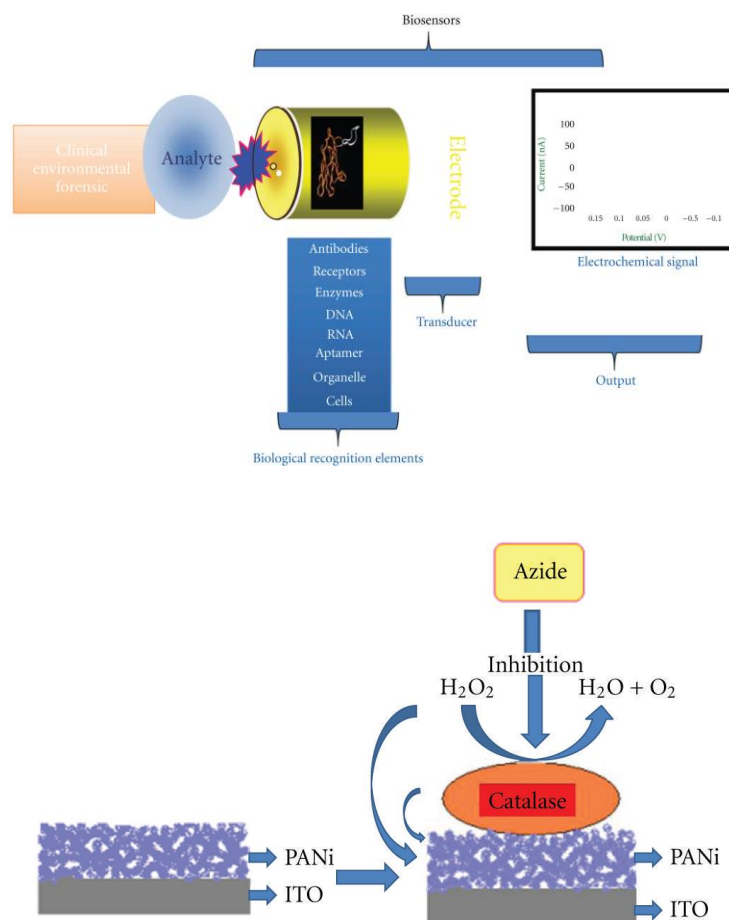 Biosensors
Clinical
environmental
forensic
Analyte
Electrode
Current (nA)
100
50
0
−50
−100
0.15 0.1 0.05 0 −0.5 −0.1
Potential (V)
Electrochemical signal
Antibodies
Receptors
Enzymes
DNA
RNA
Aptamer
Organelle
Cells
Transducer
Output
Biological recognition elements
Azide
Inhibition
H₂O₂
H₂O + O₂
Catalase
PANi
ITO
PANi
ITO